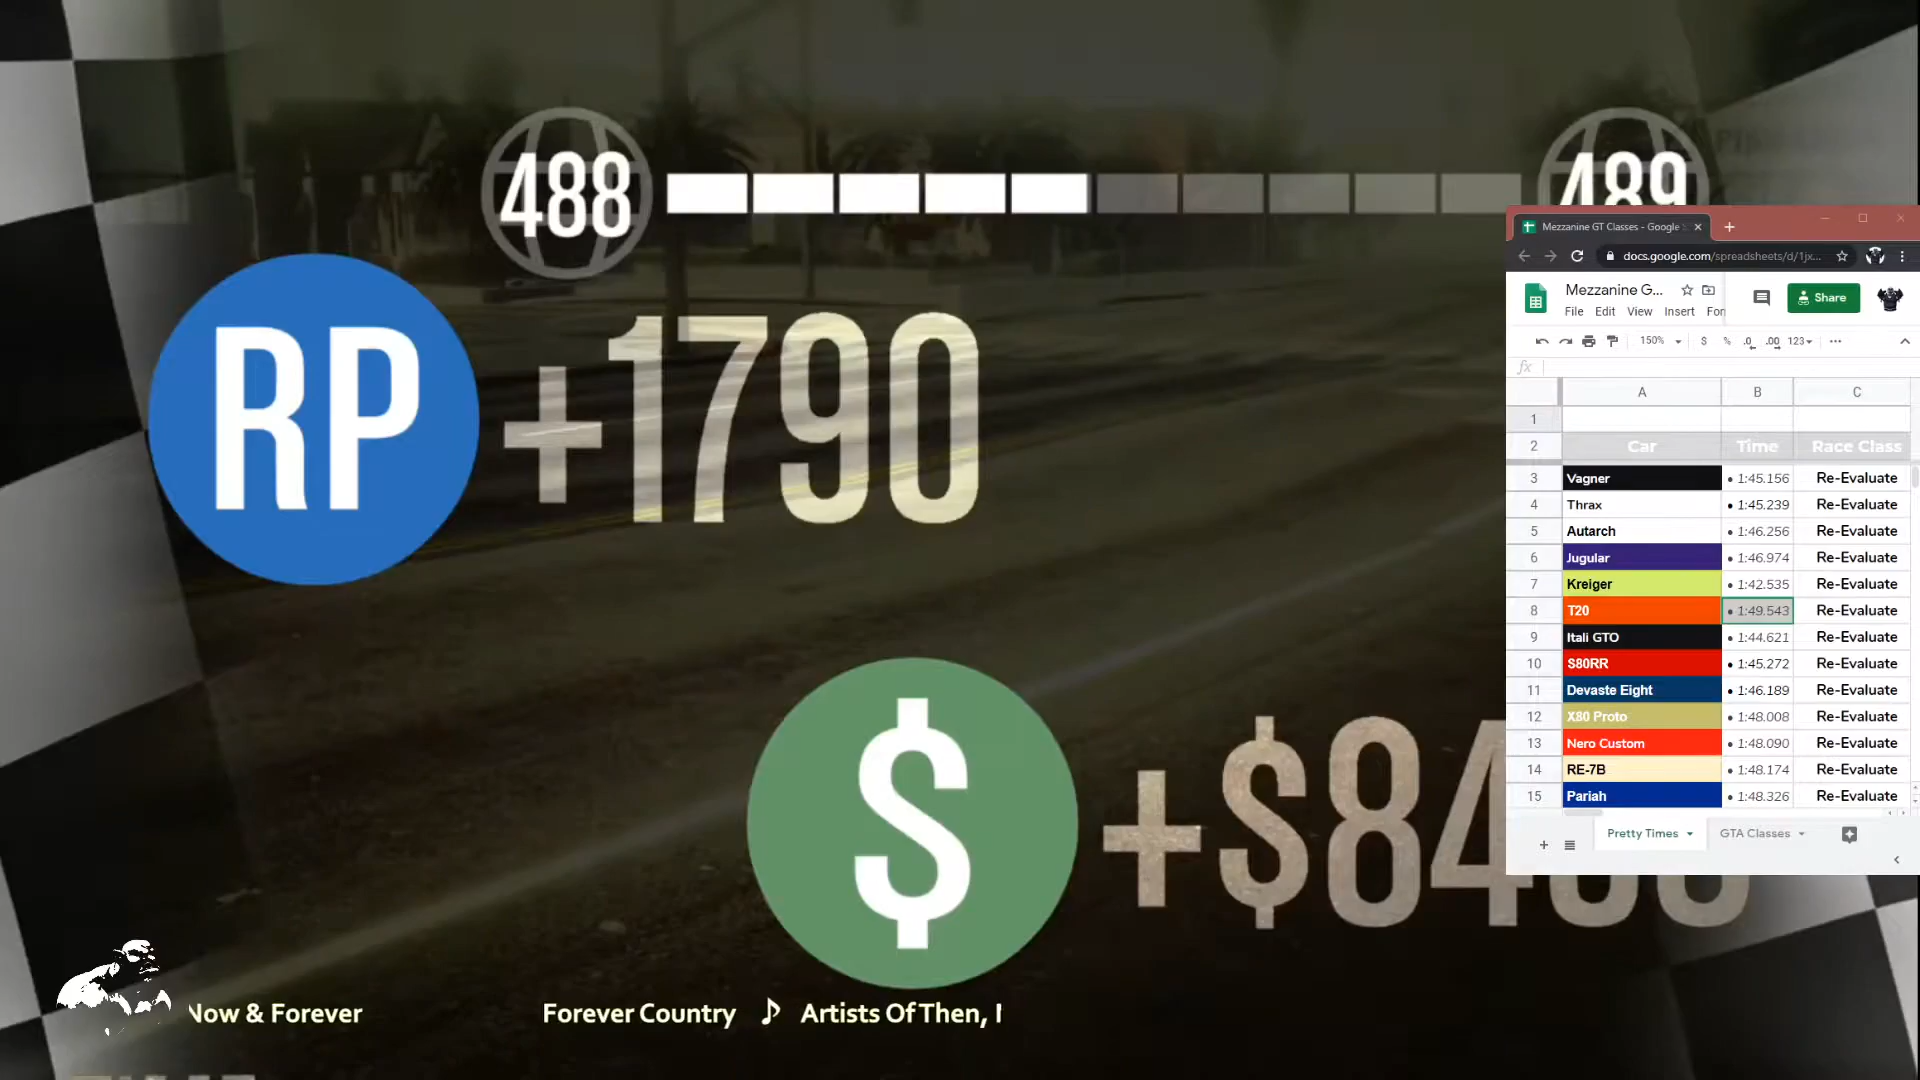 488
489
RP
+1790
$
Now & Forever
Forever Country ♪ Artists Of Then,
Mezzanine GT Classes - Google
docs.google.com/spreadsheets/d/1jx...
Mezzanine G...
Share
File Edit View Insert For
150% $ % .0 .00 123 ...
fx
A B C
1
2 Car Time Race Class
3 Vagner • 1:45.156 Re-Evaluate
4 Thrax • 1:45.239 Re-Evaluate
5 Autarch • 1:46.256 Re-Evaluate
6 Jugular • 1:46.974 Re-Evaluate
7 Kreiger • 1:42.535 Re-Evaluate
8 T20 • 1:49.543 Re-Evaluate
9 Itali GTO • 1:44.621 Re-Evaluate
10 S80RR • 1:45.272 Re-Evaluate
11 Devaste Eight • 1:46.189 Re-Evaluate
12 X80 Proto • 1:48.008 Re-Evaluate
13 Nero Custom • 1:48.090 Re-Evaluate
14 RE-7B • 1:48.174 Re-Evaluate
15 Pariah • 1:48.326 Re-Evaluate
Pretty Times GTA Classes